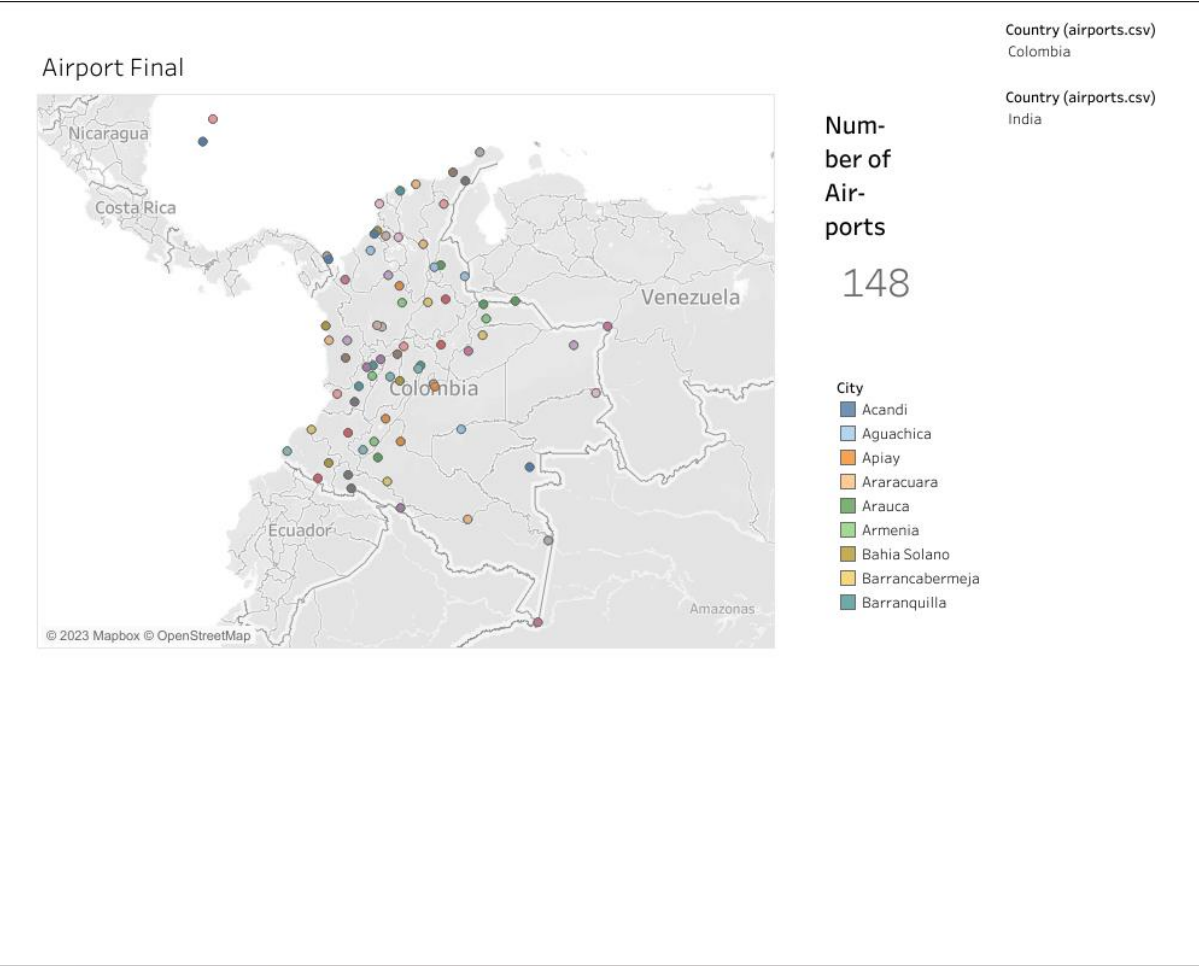 Country (airports.csv)
Colombia
Airport Final
Country (airports.csv)
India
Num-
ber of
Air-
ports
148
Nicaragua
Costa Rica
Venezuela
Colombia
Ecuador
Amazonas
© 2023 Mapbox © OpenStreetMap
City
Acandi
Aguachica
Apiay
Araracuara
Arauca
Armenia
Bahia Solano
Barrancabermeja
Barranquilla